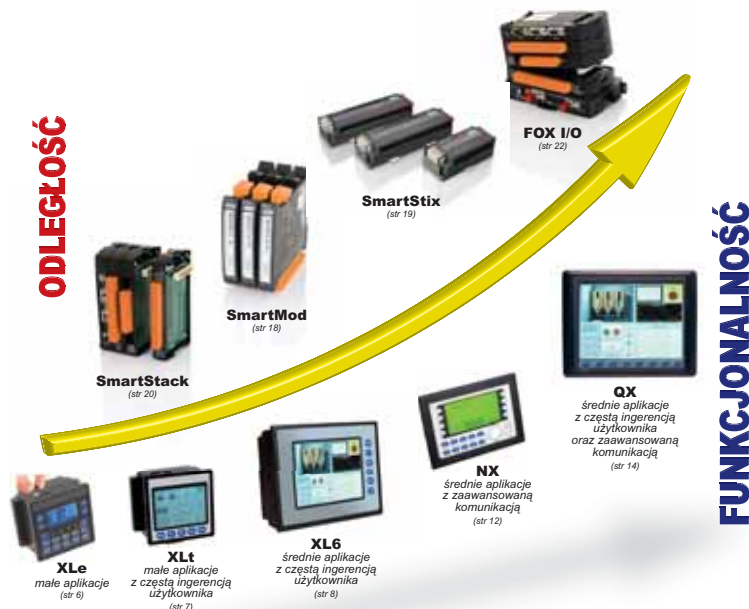 ODLEGŁOŚĆ
FOX I/O
(str 22)
SmartStix
(str 19)
SmartMod
(str 18)
SmartStack
(str 20)
FUNKCJONALNOŚĆ
QX
średnie aplikacje
z częstą ingerencją
użytkownika
oraz zaawansowaną
komunikacją
(str 14)
NX
średnie aplikacje
z zaawansowaną
komunikacją
(str 12)
XL6
średnie aplikacje
z częstą ingerencją
użytkownika
(str 8)
XLt
małe aplikacje
z częstą ingerencją
użytkownika
(str 7)
XLe
małe aplikacje
(str 6)